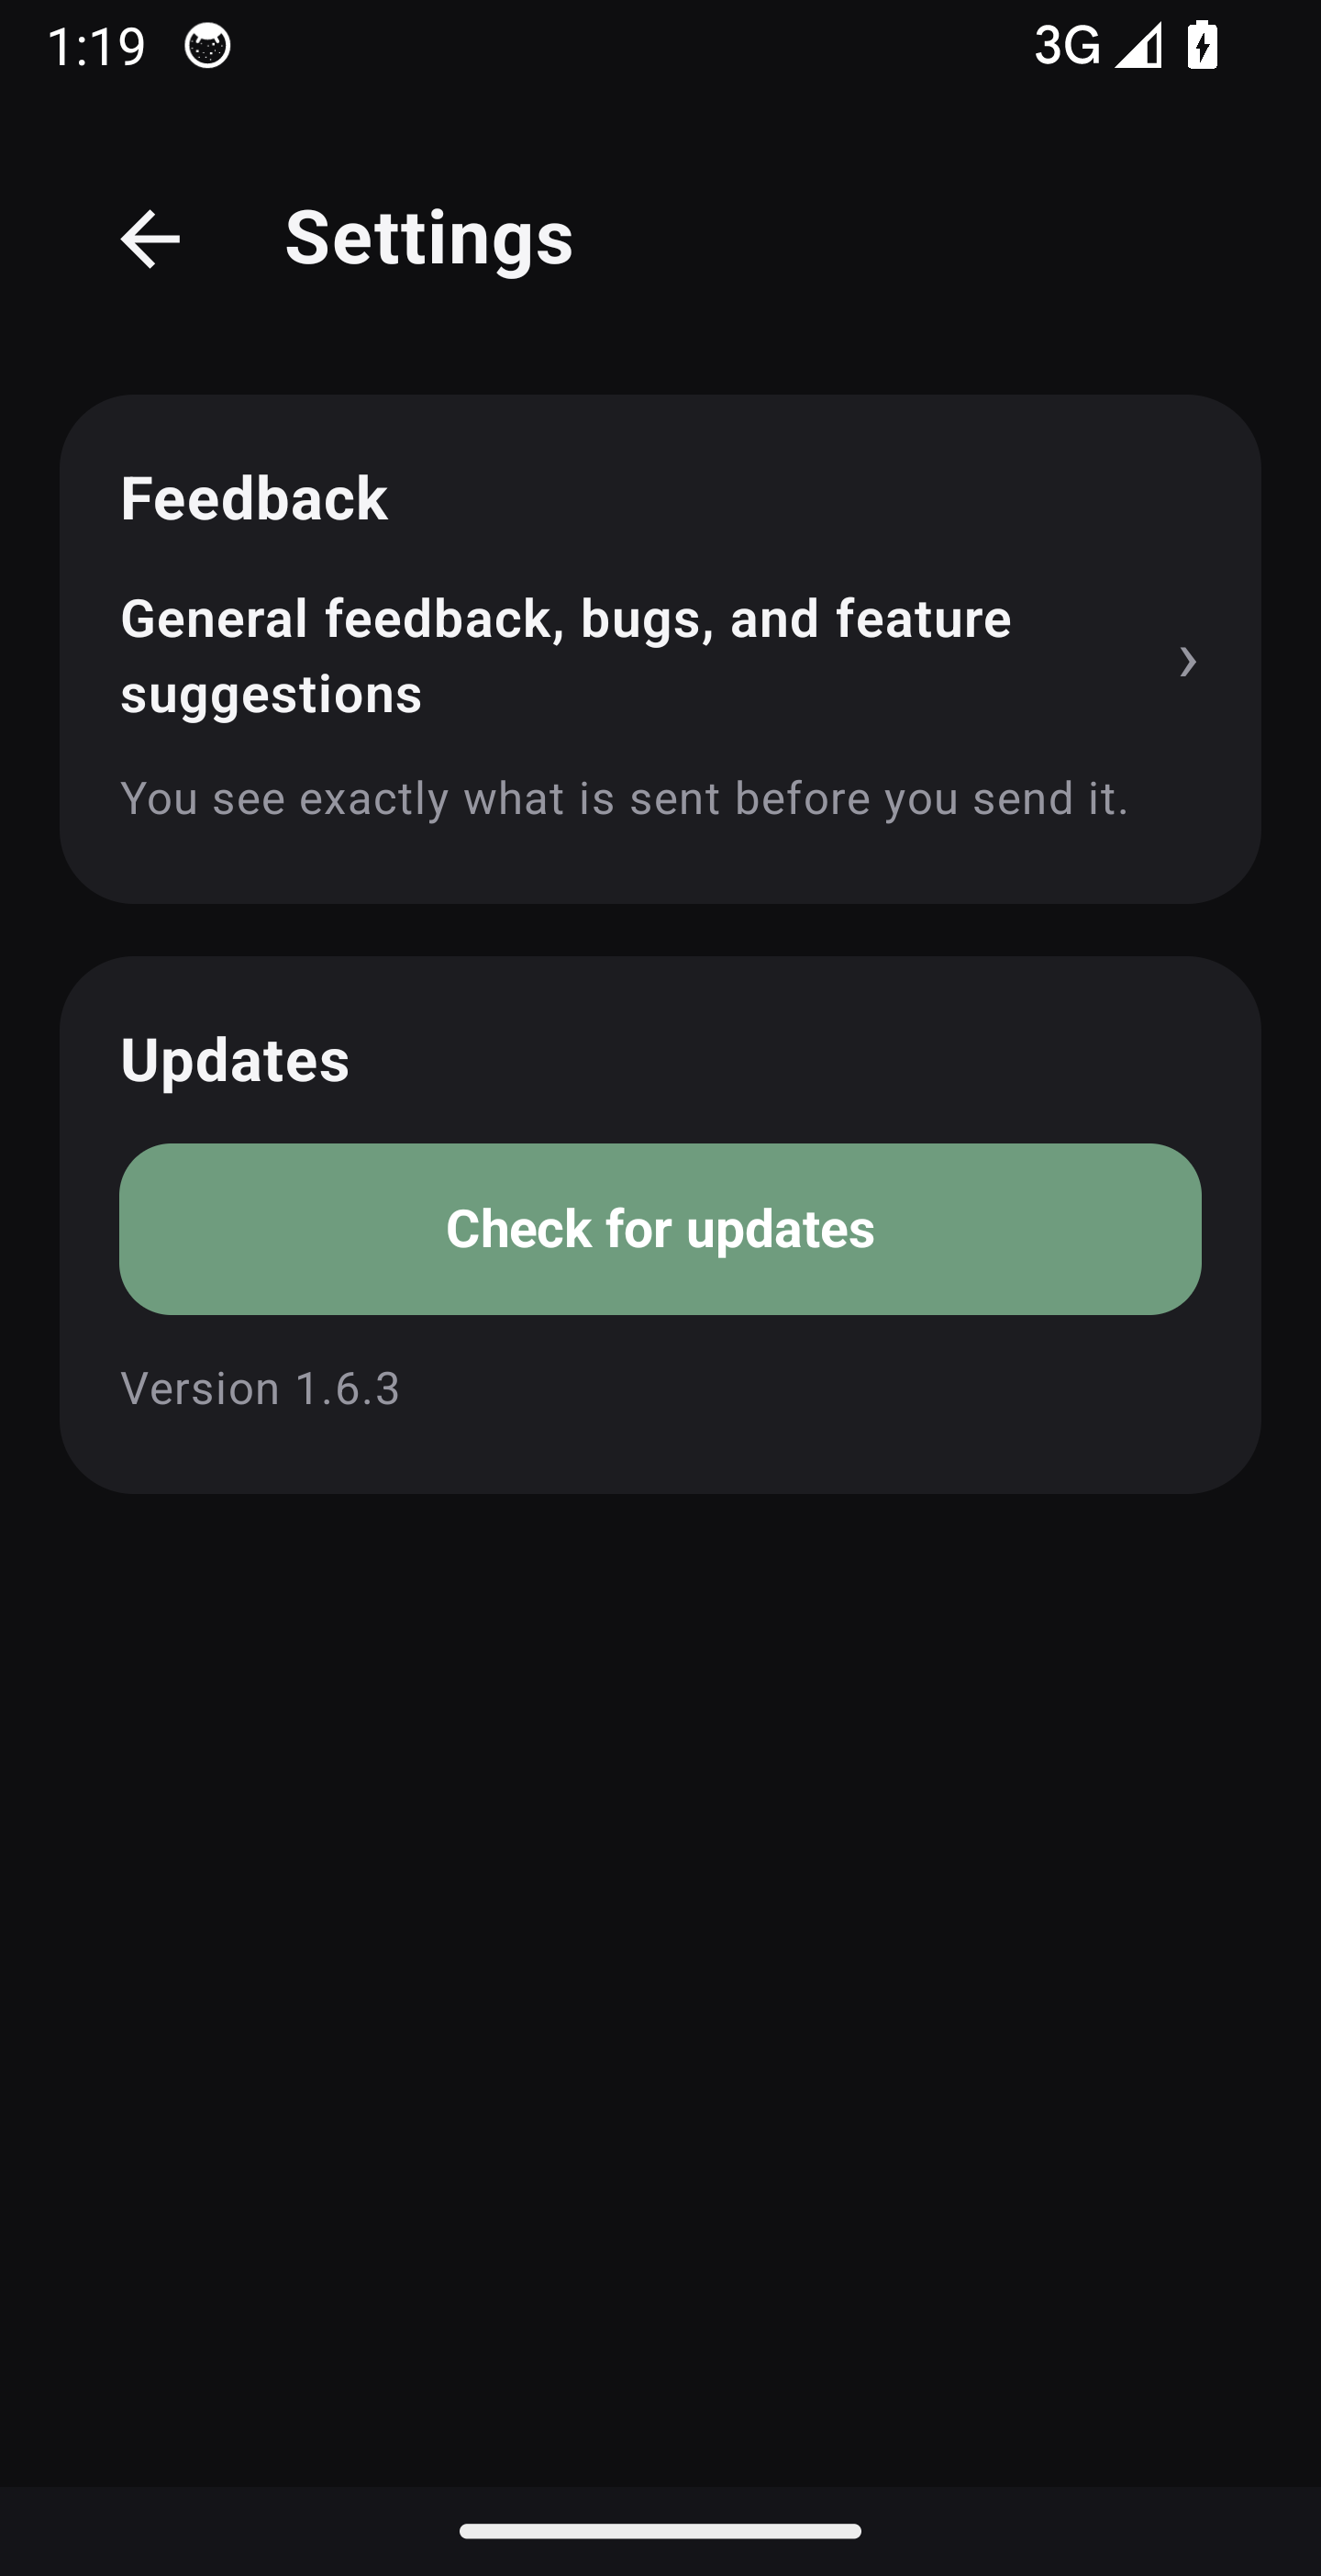 1:19
3G
Settings
Feedback
General feedback, bugs, and feature
suggestions
›
You see exactly what is sent before you send it.
Updates
Check for updates
Version 1.6.3